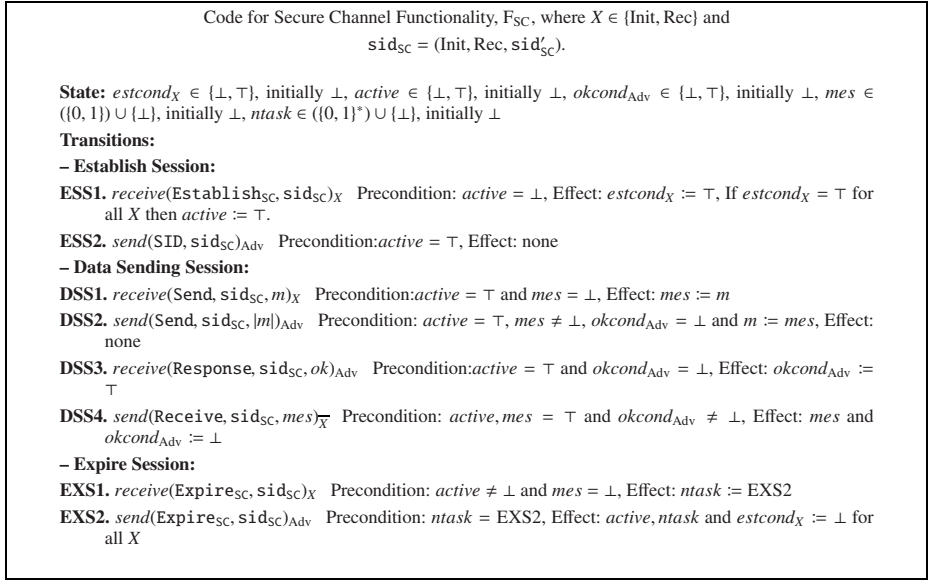 Code for Secure Channel Functionality, F_SC, where X ∈ {Init, Rec} and
sid_SC = (Init, Rec, sid′_SC).
State: estcond_X ∈ {⊥, ⊤}, initially ⊥, active ∈ {⊥, ⊤}, initially ⊥, okcond_Adv ∈ {⊥, ⊤}, initially ⊥, mes ∈
({0, 1}) ∪ {⊥}, initially ⊥, ntask ∈ ({0, 1}*) ∪ {⊥}, initially ⊥
Transitions:
– Establish Session:
ESS1. receive(Establish_SC, sid_SC)_X Precondition: active = ⊥, Effect: estcond_X := ⊤, If estcond_X = ⊤ for
all X then active := ⊤.
ESS2. send(SID, sid_SC)_Adv Precondition:active = ⊤, Effect: none
– Data Sending Session:
DSS1. receive(Send, sid_SC, m)_X Precondition:active = ⊤ and mes = ⊥, Effect: mes := m
DSS2. send(Send, sid_SC, |m|)_Adv Precondition: active = ⊤, mes ≠ ⊥, okcond_Adv = ⊥ and m := mes, Effect:
none
DSS3. receive(Response, sid_SC, ok)_Adv Precondition:active = ⊤ and okcond_Adv = ⊥, Effect: okcond_Adv :=
⊤
DSS4. send(Receive, sid_SC, mes)_X̅ Precondition: active, mes = ⊤ and okcond_Adv ≠ ⊥, Effect: mes and
okcond_Adv := ⊥
– Expire Session:
EXS1. receive(Expire_SC, sid_SC)_X Precondition: active ≠ ⊥ and mes = ⊥, Effect: ntask := EXS2
EXS2. send(Expire_SC, sid_SC)_Adv Precondition: ntask = EXS2, Effect: active, ntask and estcond_X := ⊥ for
all X